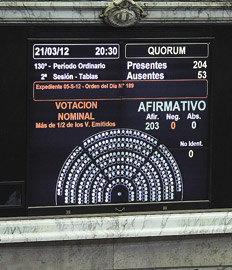 21/03/12 20:30 QUORUM
130° - Período Ordinario
2° Sesión - Tablas
Presentes 204
Ausentes 53
Expediente 05-S-12 - Orden del Día N° 189
VOTACION NOMINAL
Más de 1/2 de los V. Emitidos
AFIRMATIVO
Afir. Neg. Abs.
203 0 0
No Ident.
0